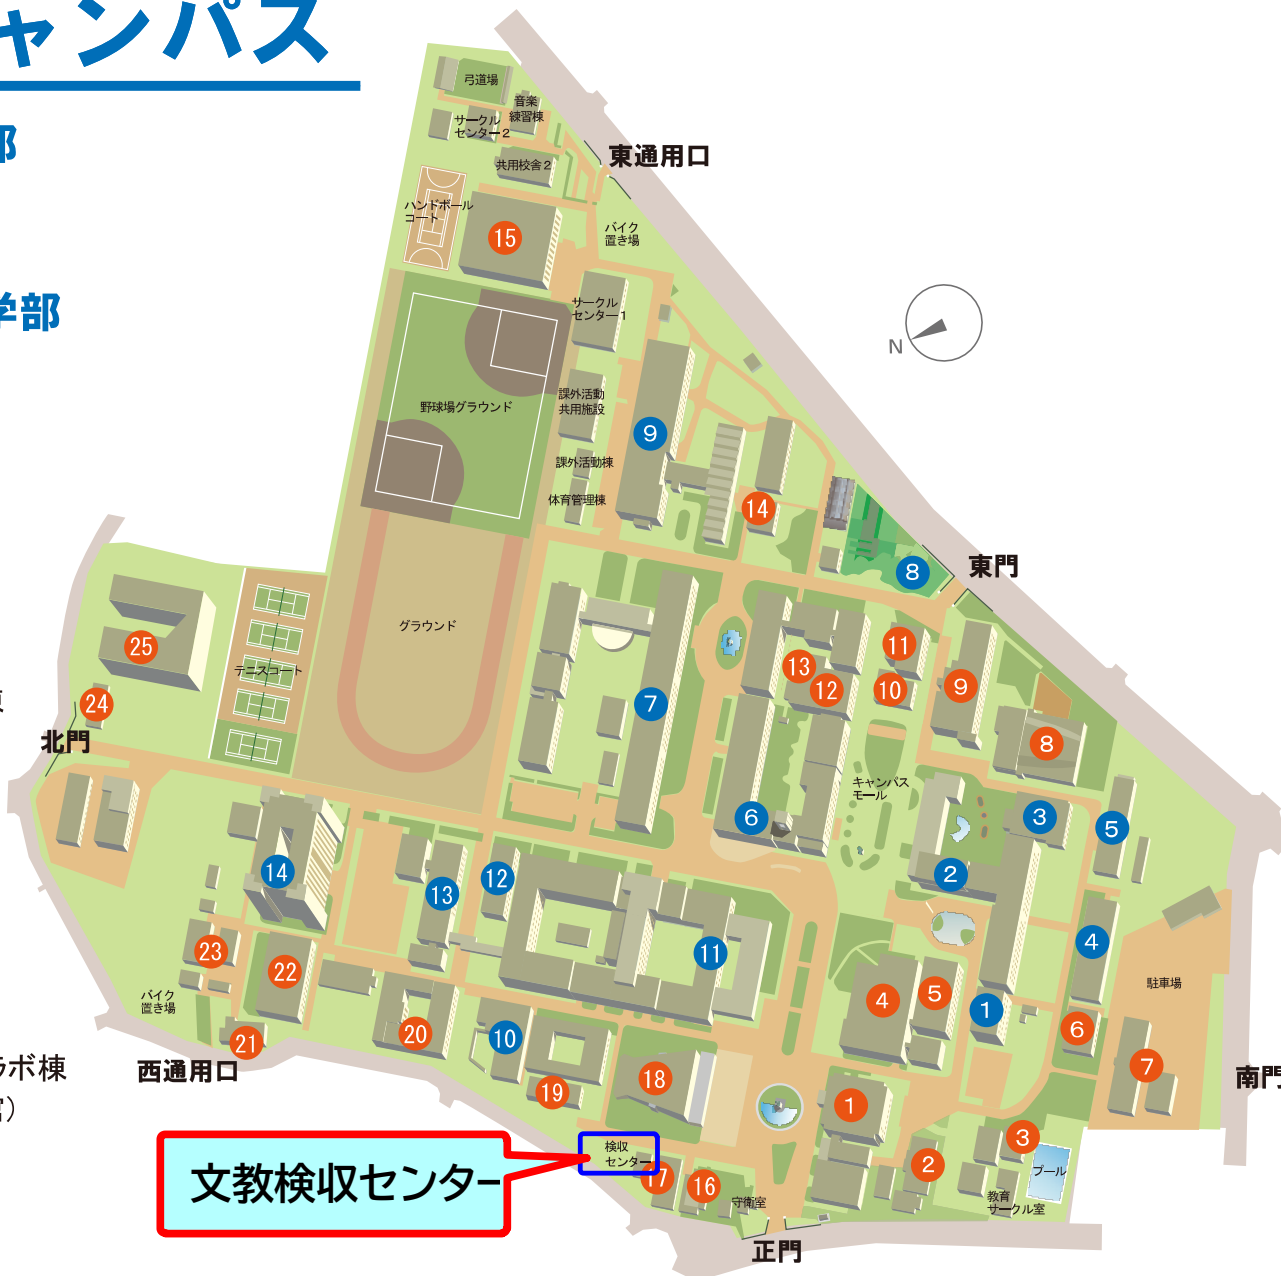 ャンパス
部
学部
弓道場
音楽
練習棟
サークル
センター2
共用校舎2
東通用口
ハンドボール
コート
15
バイク
置き場
サークル
センター1
N
課外活動
共用施設
野球場グラウンド
9
課外活動棟
体育管理棟
14
東門
8
グラウンド
25
テニスコート
11
13
12
10
9
24
7
北門
8
キャンパス
モール
6
3
5
14
12
2
13
4
23
11
22
5
4
駐車場
バイク
置き場
1
6
20
10
21
西通用口
7
南門
ラボ棟
18
19
1
3
検収
センター
2
プール
文教検収センター
17
16
守衛室
教育
サークル室
正門